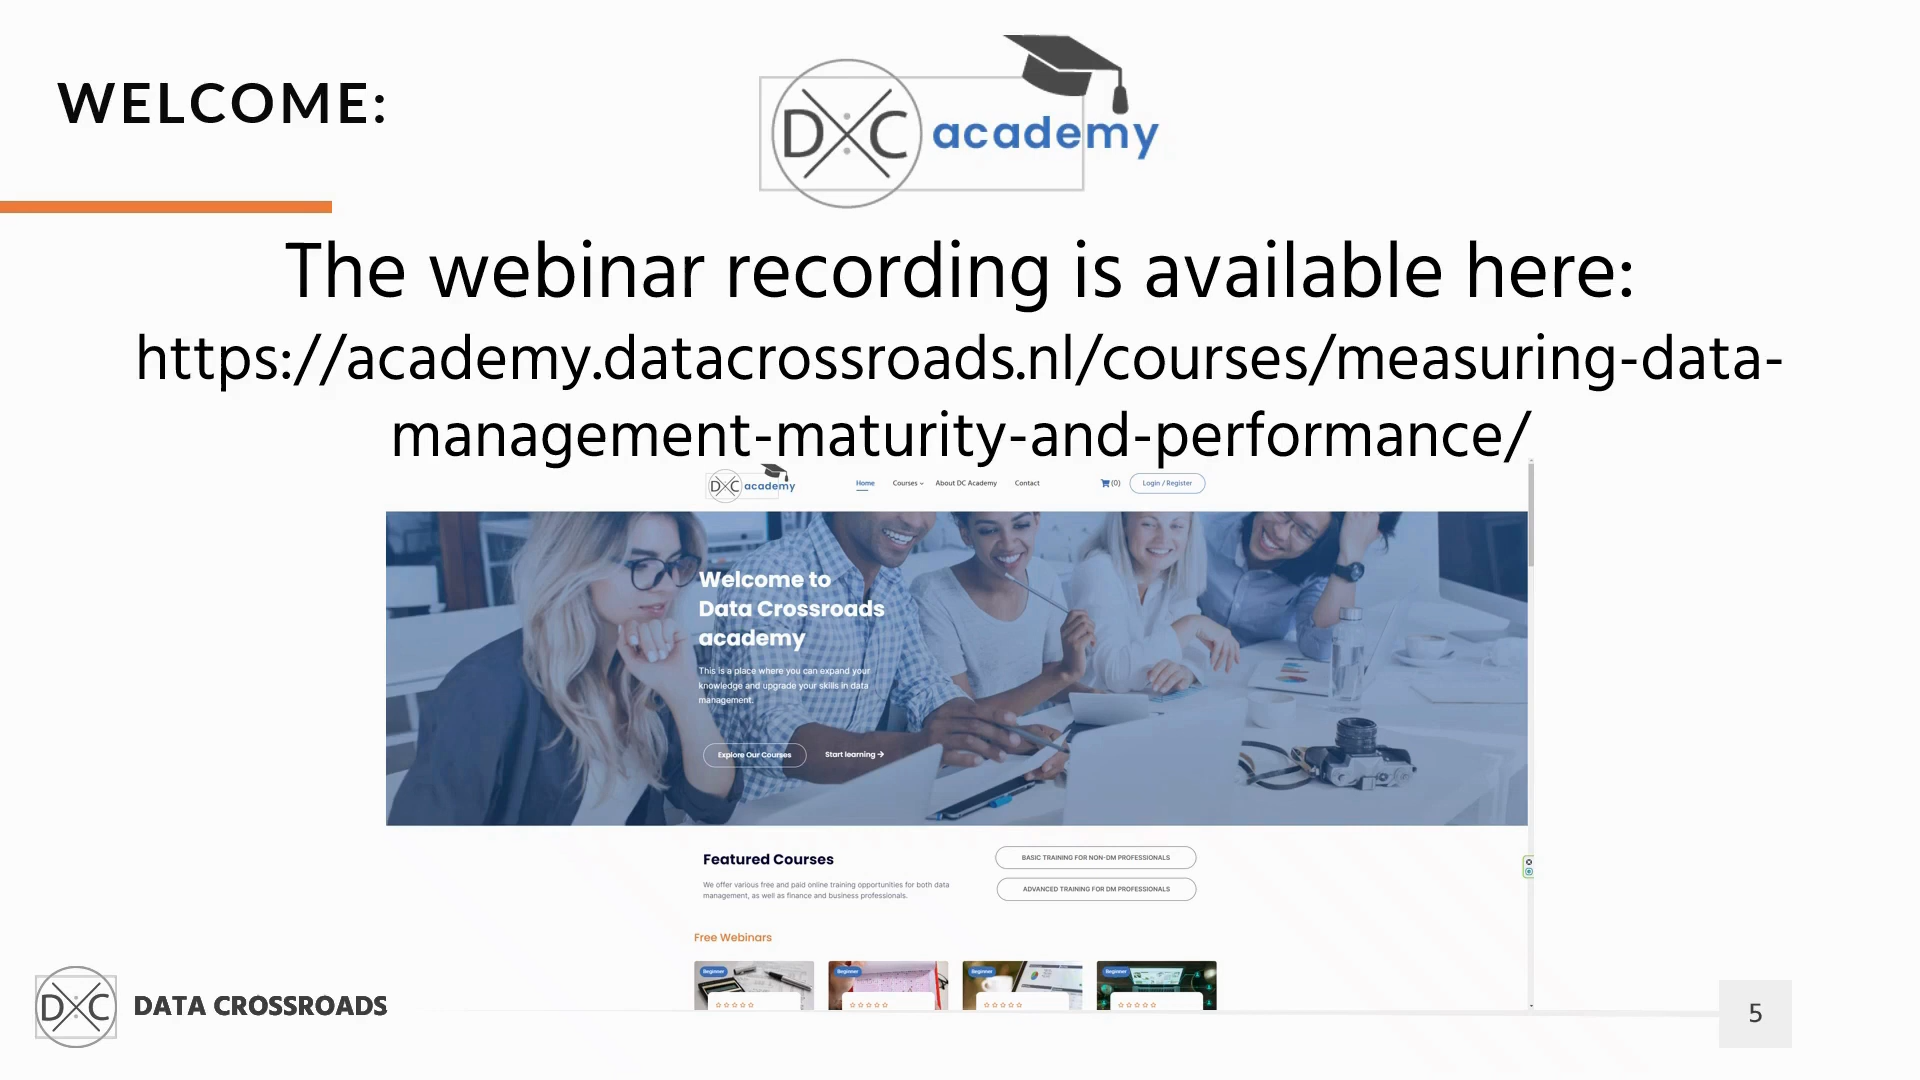 WELCOME:
DC academy
The webinar recording is available here:
https://academy.datacrossroads.nl/courses/measuring-data-
management-maturity-and-performance/
DC academy
Home Courses About DC Academy Contact (0) Login / Register
Welcome to
Data Crossroads
academy
This is a place where you can expand your
knowledge and upgrade your skills in data
management.
Explore Our Courses Start learning →
Featured Courses
BASIC TRAINING FOR NON-DM PROFESSIONALS
We offer various free and paid online training opportunities for both data
management, as well as finance and business professionals.
ADVANCED TRAINING FOR DM PROFESSIONALS
Free Webinars
Beginner Beginner Beginner Beginner
DC DATA CROSSROADS
5